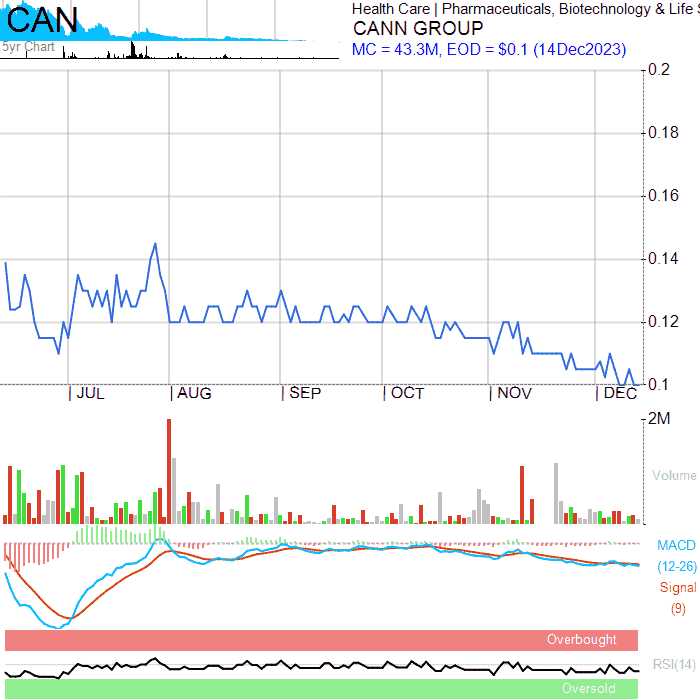 CAN
5yr Chart
Health Care | Pharmaceuticals, Biotechnology & Life S
CANN GROUP
MC = 43.3M, EOD = $0.1 (14Dec2023)
0.2
0.18
0.16
0.14
0.12
0.1
JUL AUG SEP OCT NOV DEC
2M
Volume
MACD
(12-26)
Signal
(9)
Overbought
RSI(14)
Oversold